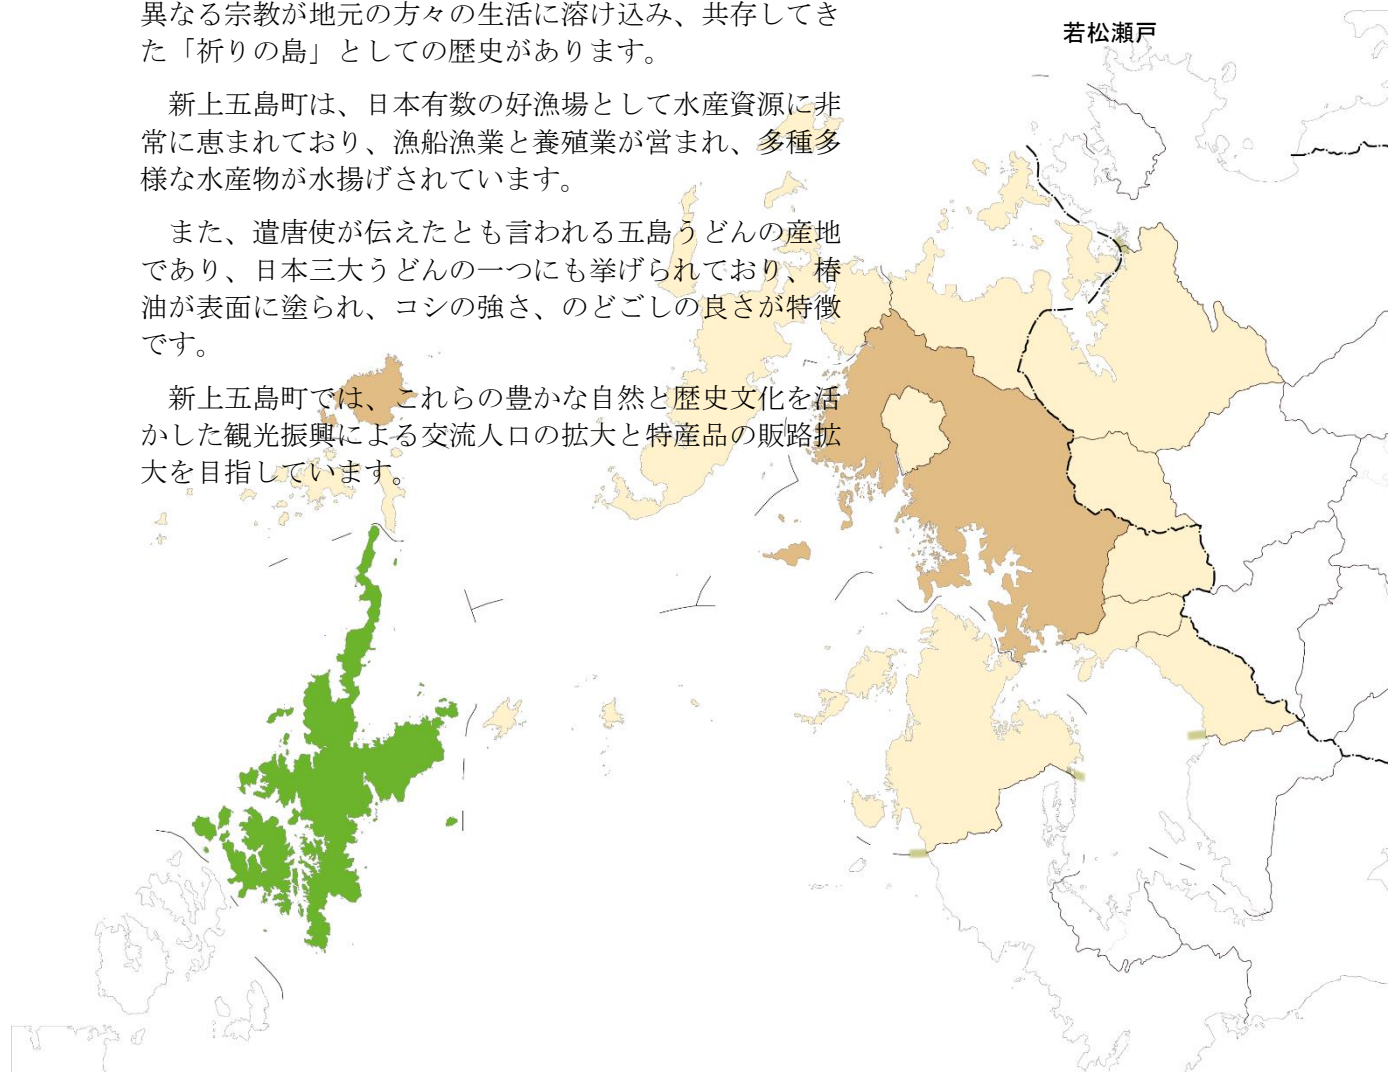 異なる宗教が地元の方々の生活に溶け込み、共存してき
た「祈りの島」としての歴史があります。
新上五島町は、日本有数の好漁場として水産資源に非
常に恵まれており、漁船漁業と養殖業が営まれ、多種多
様な水産物が水揚げされています。
また、遣唐使が伝えたとも言われる五島うどんの産地
であり、日本三大うどんの一つにも挙げられており、椿
油が表面に塗られ、コシの強さ、のどごしの良さが特徴
です。
新上五島町では、これらの豊かな自然と歴史文化を活
かした観光振興による交流人口の拡大と特産品の販路拡
大を目指しています。
若松瀬戸